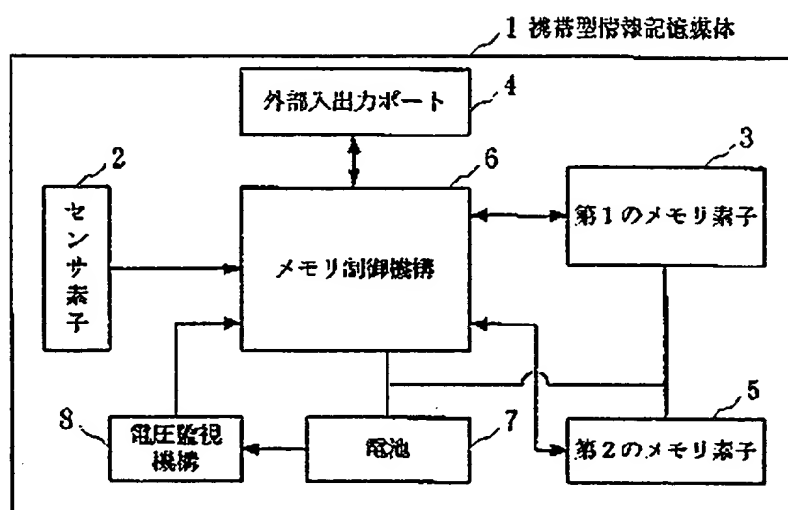 1 携帯型情報記憶媒体
外部入出力ポート
4
2
6
3
センサ素子
メモリ制御機構
第1のメモリ素子
8
電圧監視
機構
電池
7
5
第2のメモリ素子